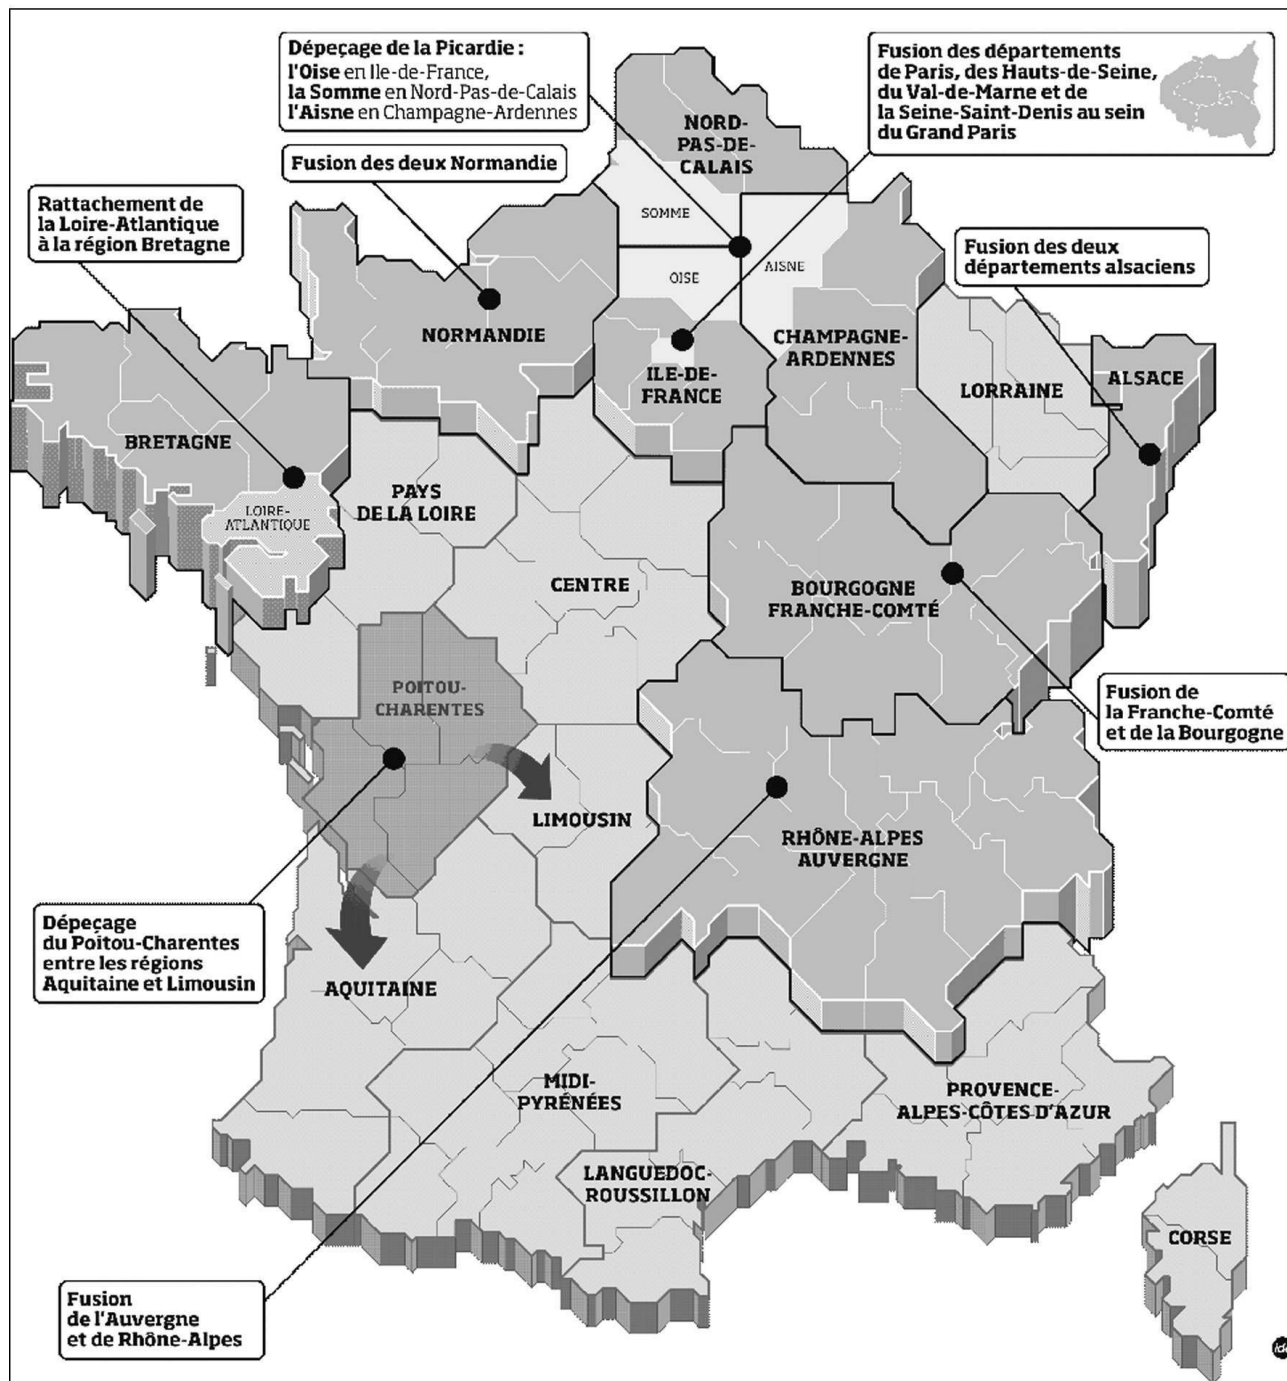 Dépeçage de la Picardie :
l'Oise en Ile-de-France,
la Somme en Nord-Pas-de-Calais
l'Aisne en Champagne-Ardennes
Fusion des départements
de Paris, des Hauts-de-Seine,
du Val-de-Marne et de
la Seine-Saint-Denis au sein
du Grand Paris
Fusion des deux Normandie
Rattachement de
la Loire-Atlantique
à la région Bretagne
Fusion des deux
départements alsaciens
NORD-
PAS-DE-
CALAIS
SOMME
OISE
AISNE
NORMANDIE
ILE-DE-
FRANCE
CHAMPAGNE-
ARDENNES
LORRAINE
ALSACE
BRETAGNE
LOIRE-
ATLANTIQUE
PAYS
DE LA LOIRE
CENTRE
BOURGOGNE
FRANCHE-COMTÉ
POITOU-
CHARENTES
Fusion de
la Franche-Comté
et de la Bourgogne
LIMOUSIN
RHÔNE-ALPES
AUVERGNE
Dépeçage
du Poitou-Charentes
entre les régions
Aquitaine et Limousin
AQUITAINE
MIDI-
PYRÉNÉES
PROVENCE-
ALPES-CÔTES D'AZUR
LANGUEDOC-
ROUSSILLON
CORSE
Fusion
de l'Auvergne
et de Rhône-Alpes